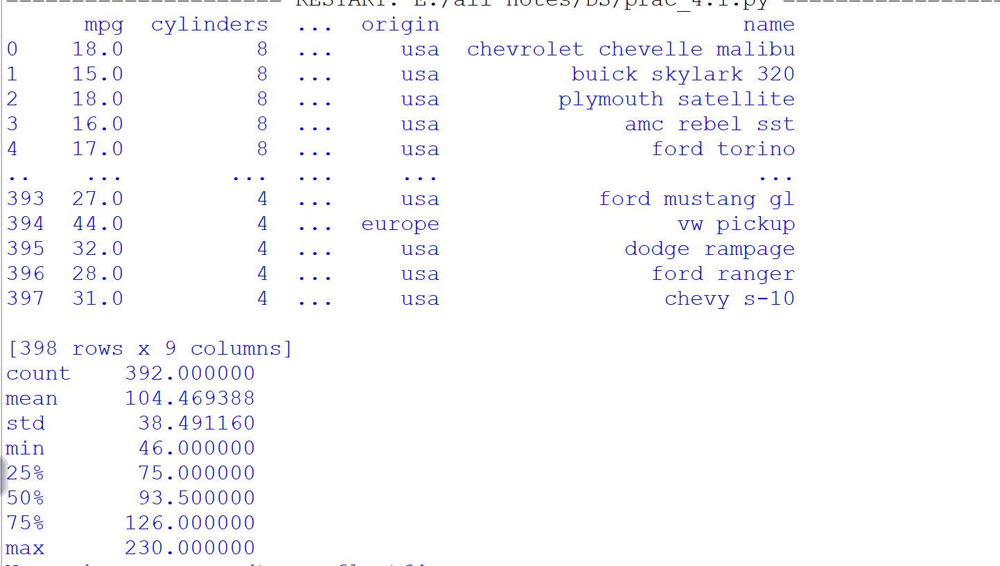 ===================== RESTART: E:/all notes/DS/prac_4.1.py =================
      mpg  cylinders  ...  origin                       name
0    18.0          8  ...     usa  chevrolet chevelle malibu
1    15.0          8  ...     usa          buick skylark 320
2    18.0          8  ...     usa         plymouth satellite
3    16.0          8  ...     usa              amc rebel sst
4    17.0          8  ...     usa                ford torino
..    ...        ...  ...     ...                        ...
393  27.0          4  ...     usa            ford mustang gl
394  44.0          4  ...  europe                  vw pickup
395  32.0          4  ...     usa              dodge rampage
396  28.0          4  ...     usa                ford ranger
397  31.0          4  ...     usa                 chevy s-10
[398 rows x 9 columns]
count    392.000000
mean     104.469388
std       38.491160
min       46.000000
25%       75.000000
50%       93.500000
75%      126.000000
max      230.000000